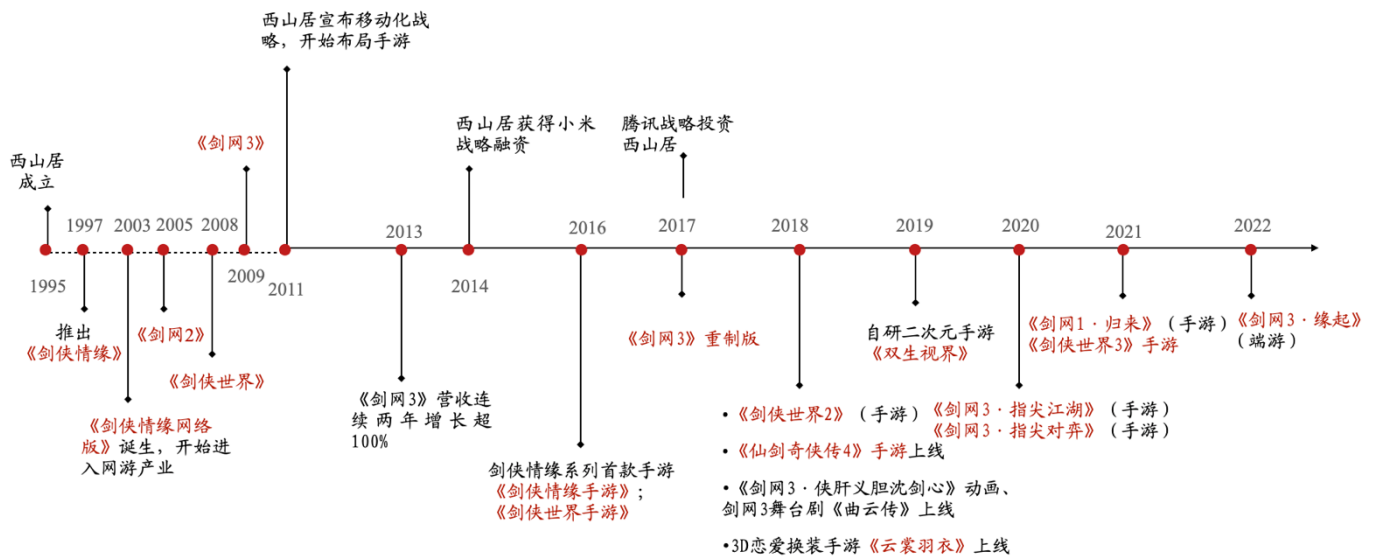 西山居宣布移动化战
略，开始布局手游
西山居获得小米
战略融资
腾讯战略投资
西山居
《剑网3》
西山居
成立
1997
2003
2005
2008
2013
2016
2017
2018
2019
2020
2021
2022
1995
2009
2011
2014
推出
《剑侠情缘》
《剑网2》
《剑侠世界》
《剑侠情缘网络
版》诞生，开始进
入网游产业
《剑网3》营收连
续两年增长超
100%
剑侠情缘系列首款手游
《剑侠情缘手游》；
《剑侠世界手游》
《剑网3》重制版
•《剑侠世界2》（手游）
•《仙剑奇侠传4》手游上线
•《剑网3·侠肝义胆沈剑心》动画、
剑网3舞台剧《曲云传》上线
•3D恋爱换装手游《云裳羽衣》上线
自研二次元手游
《双生视界》
《剑网3·指尖江湖》（手游）
《剑网3·指尖对弈》（手游）
《剑网1·归来》（手游）
《剑侠世界3》手游
《剑网3·缘起》
（端游）